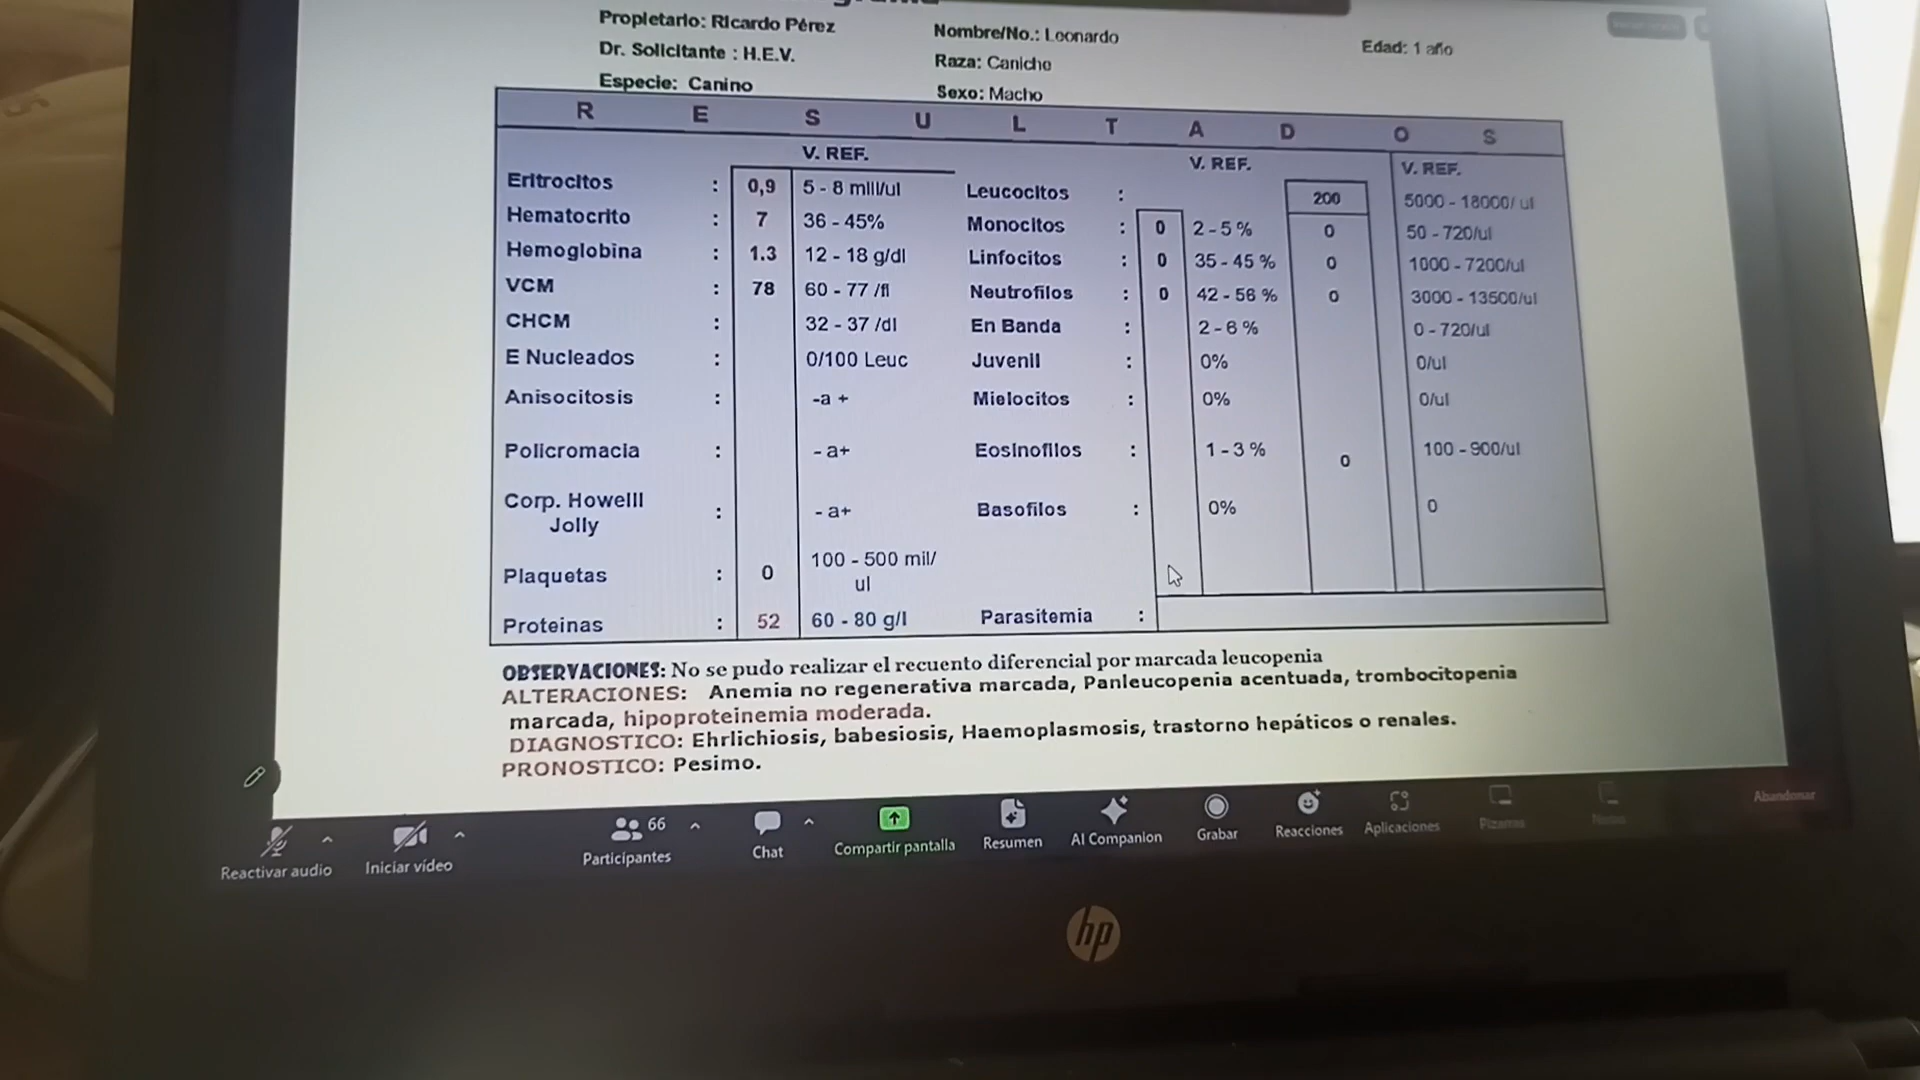 Propietario: Ricardo Pérez
Nombre/No.: Leonardo
Edad: 1 año
Dr. Solicitante : H.E.V.
Raza: Caniche
Especie: Canino
Sexo: Macho
R E S U L T A D O S
V. REF.
V. REF.
V. REF.
Eritrocitos : 0,9 5 - 8 mill/ul Leucocitos : 200 5000 - 18000/ ul
Hematocrito : 7 36 - 45% Monocitos : 0 2 - 5 % 0 50 - 720/ul
Hemoglobina : 1.3 12 - 18 g/dl Linfocitos : 0 35 - 45 % 0 1000 - 7200/ul
VCM : 78 60 - 77 /fl Neutrofilos : 0 42 - 56 % 0 3000 - 13500/ul
CHCM : 32 - 37 /dl En Banda : 2 - 6 % 0 - 720/ul
E Nucleados : 0/100 Leuc Juvenil : 0% 0/ul
Anisocitosis : -a + Mielocitos : 0% 0/ul
Policromacia : - a+ Eosinofilos : 1 - 3 % 0 100 - 900/ul
Corp. Howelll
Jolly : - a+ Basofilos : 0% 0
Plaquetas : 0 100 - 500 mil/
ul
Proteinas : 52 60 - 80 g/l Parasitemia :
OBSERVACIONES: No se pudo realizar el recuento diferencial por marcada leucopenia
ALTERACIONES: Anemia no regenerativa marcada, Panleucopenia acentuada, trombocitopenia
marcada, hipoproteinemia moderada.
DIAGNOSTICO: Ehrlichiosis, babesiosis, Haemoplasmosis, trastorno hepáticos o renales.
PRONOSTICO: Pesimo.
66
Reactivar audio Iniciar vídeo Participantes Chat Compartir pantalla Resumen AI Companion Grabar Reacciones Aplicaciones Pizarras Notas Abandonar
hp